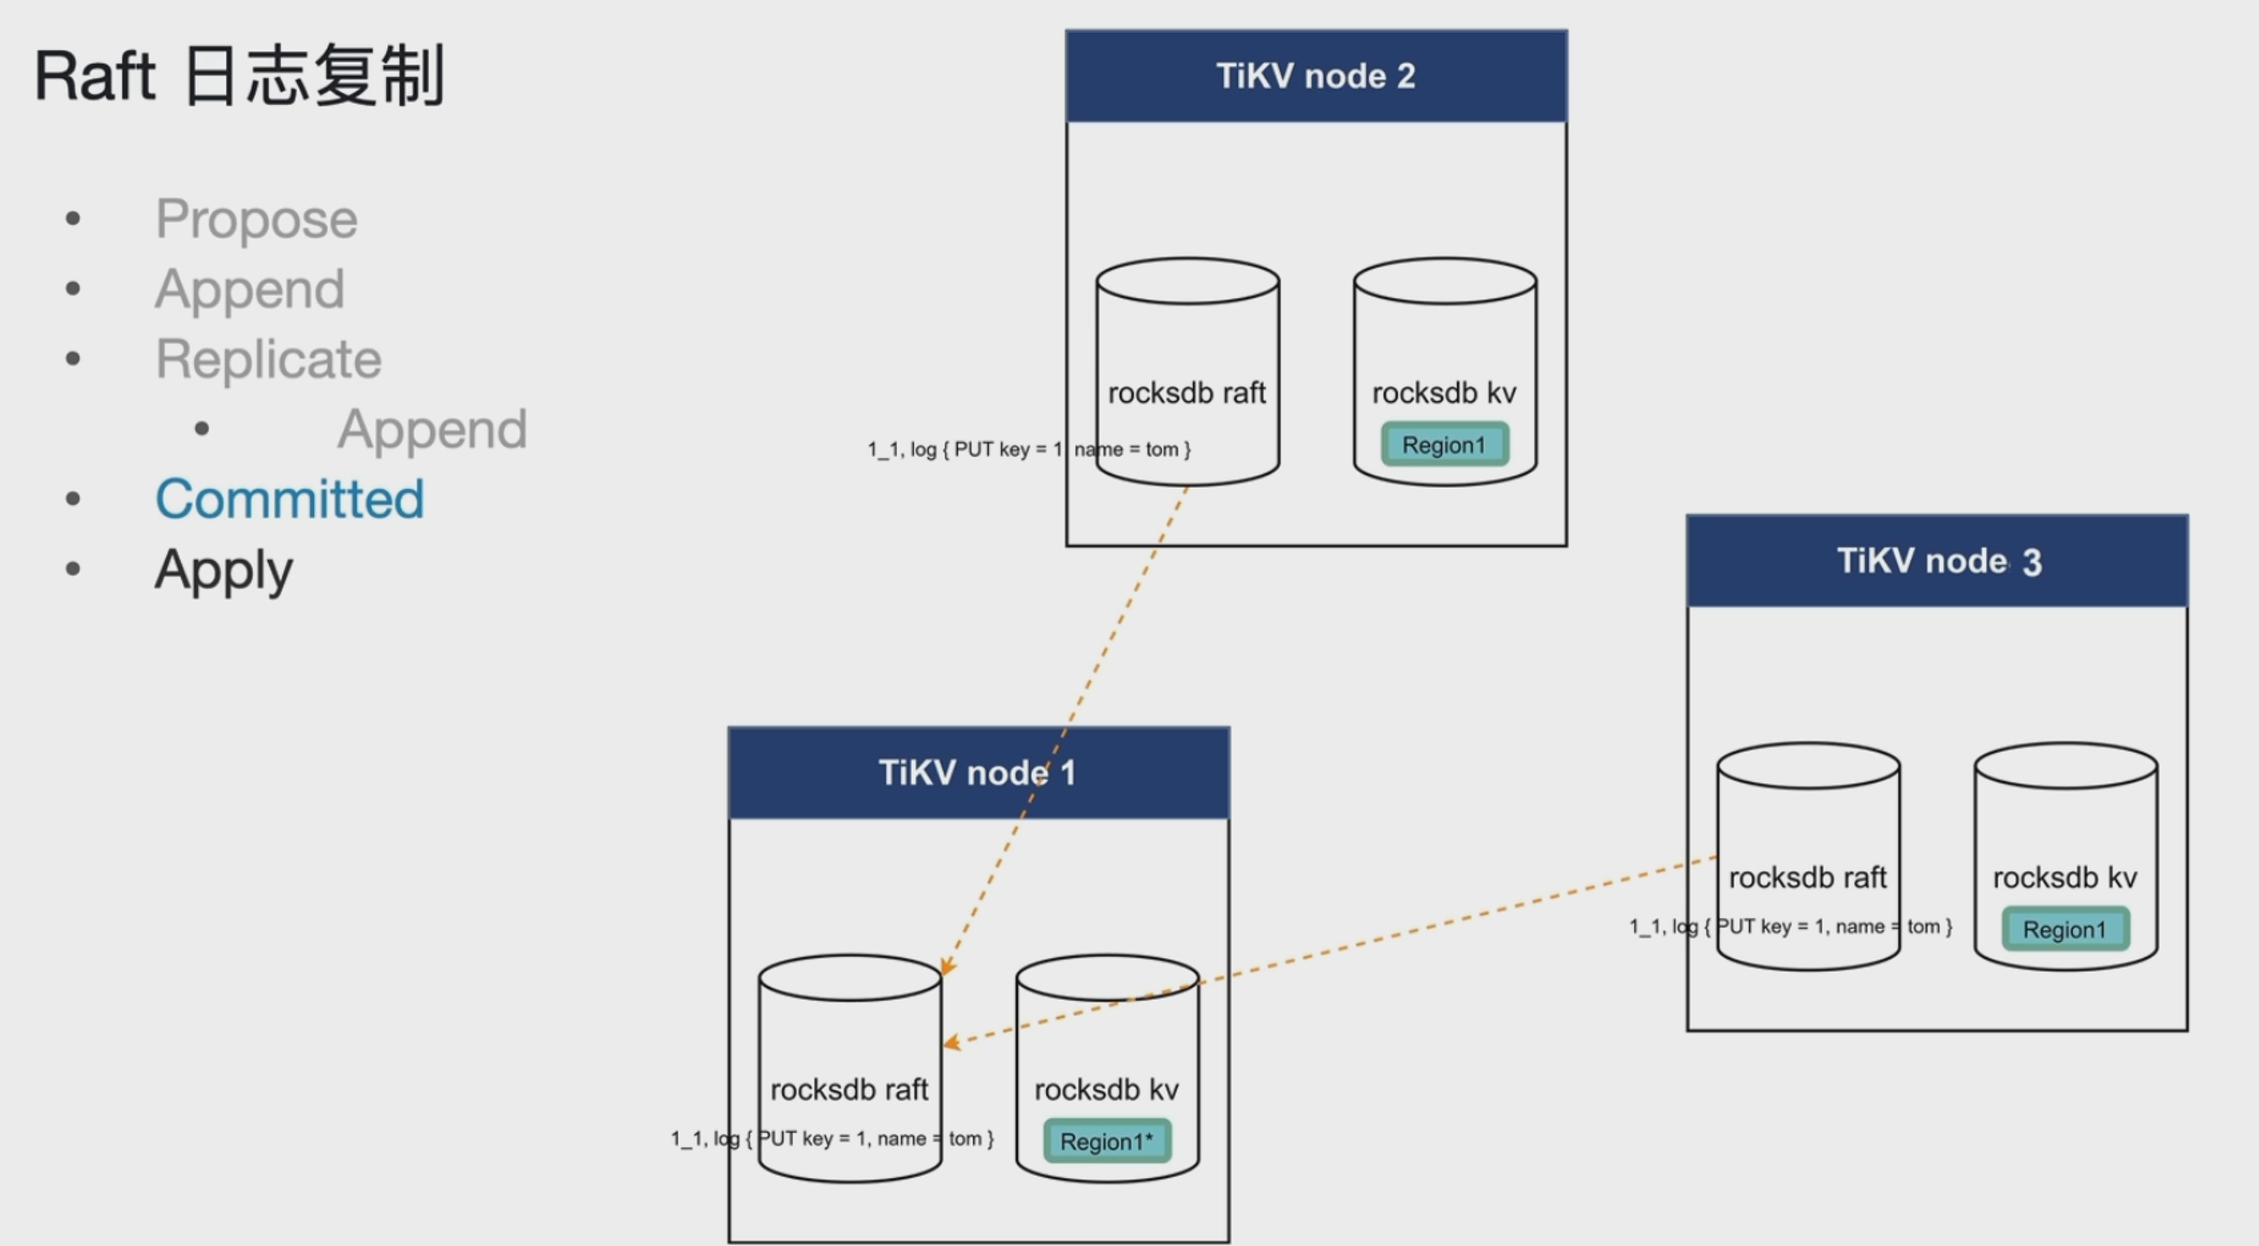 Raft 日志复制
Propose
Append
Replicate
Append
Committed
Apply
TiKV node 2
rocksdb raft
rocksdb kv
1_1, log { PUT key = 1, name = tom }
Region1
TiKV node 3
rocksdb raft
rocksdb kv
1_1, log { PUT key = 1, name = tom }
Region1
TiKV node 1
rocksdb raft
rocksdb kv
1_1, log { PUT key = 1, name = tom }
Region1*